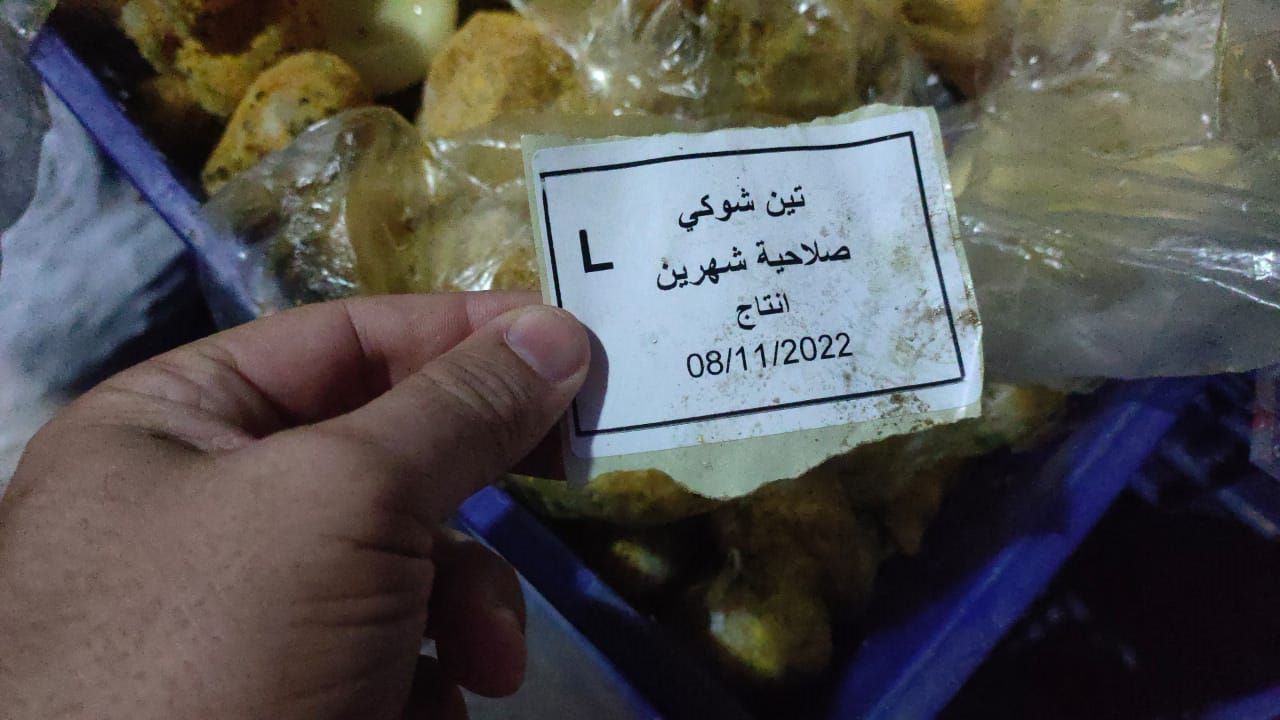 تين شوكي
صلاحية شهرين
L
انتاج
08/11/2022